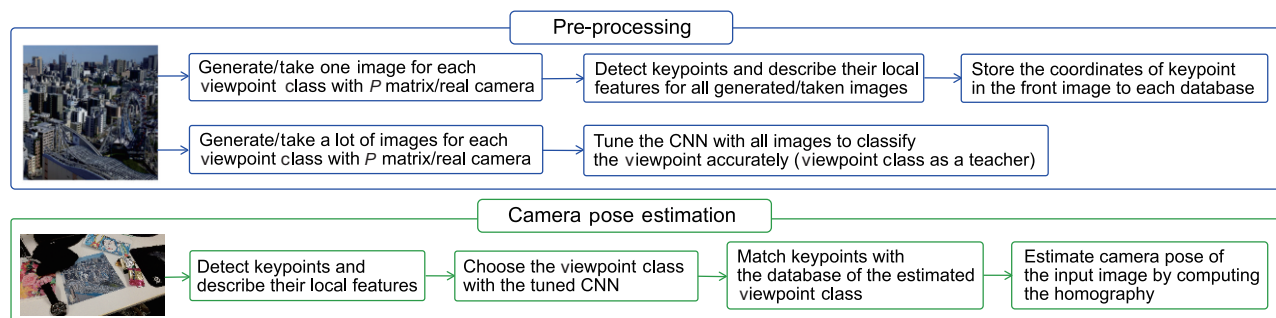 Pre-processing
Generate/take one image for each
viewpoint class with P matrix/real camera
Detect keypoints and describe their local
features for all generated/taken images
Store the coordinates of keypoint
in the front image to each database
Generate/take a lot of images for each
viewpoint class with P matrix/real camera
Tune the CNN with all images to classify
the viewpoint accurately (viewpoint class as a teacher)
Camera pose estimation
Detect keypoints and
describe their local features
Choose the viewpoint class
with the tuned CNN
Match keypoints with
the database of the estimated
viewpoint class
Estimate camera pose of
the input image by computing
the homography